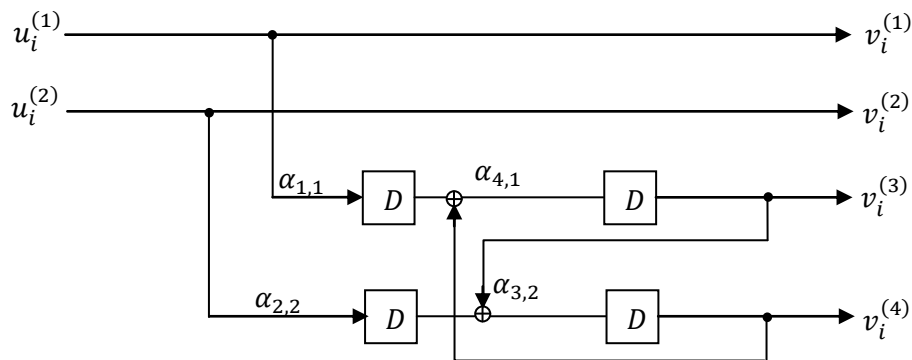 u_i^{(1)} v_i^{(1)}
u_i^{(2)} v_i^{(2)}
α_{1,1} D α_{4,1} D v_i^{(3)}
α_{2,2} D α_{3,2} D v_i^{(4)}